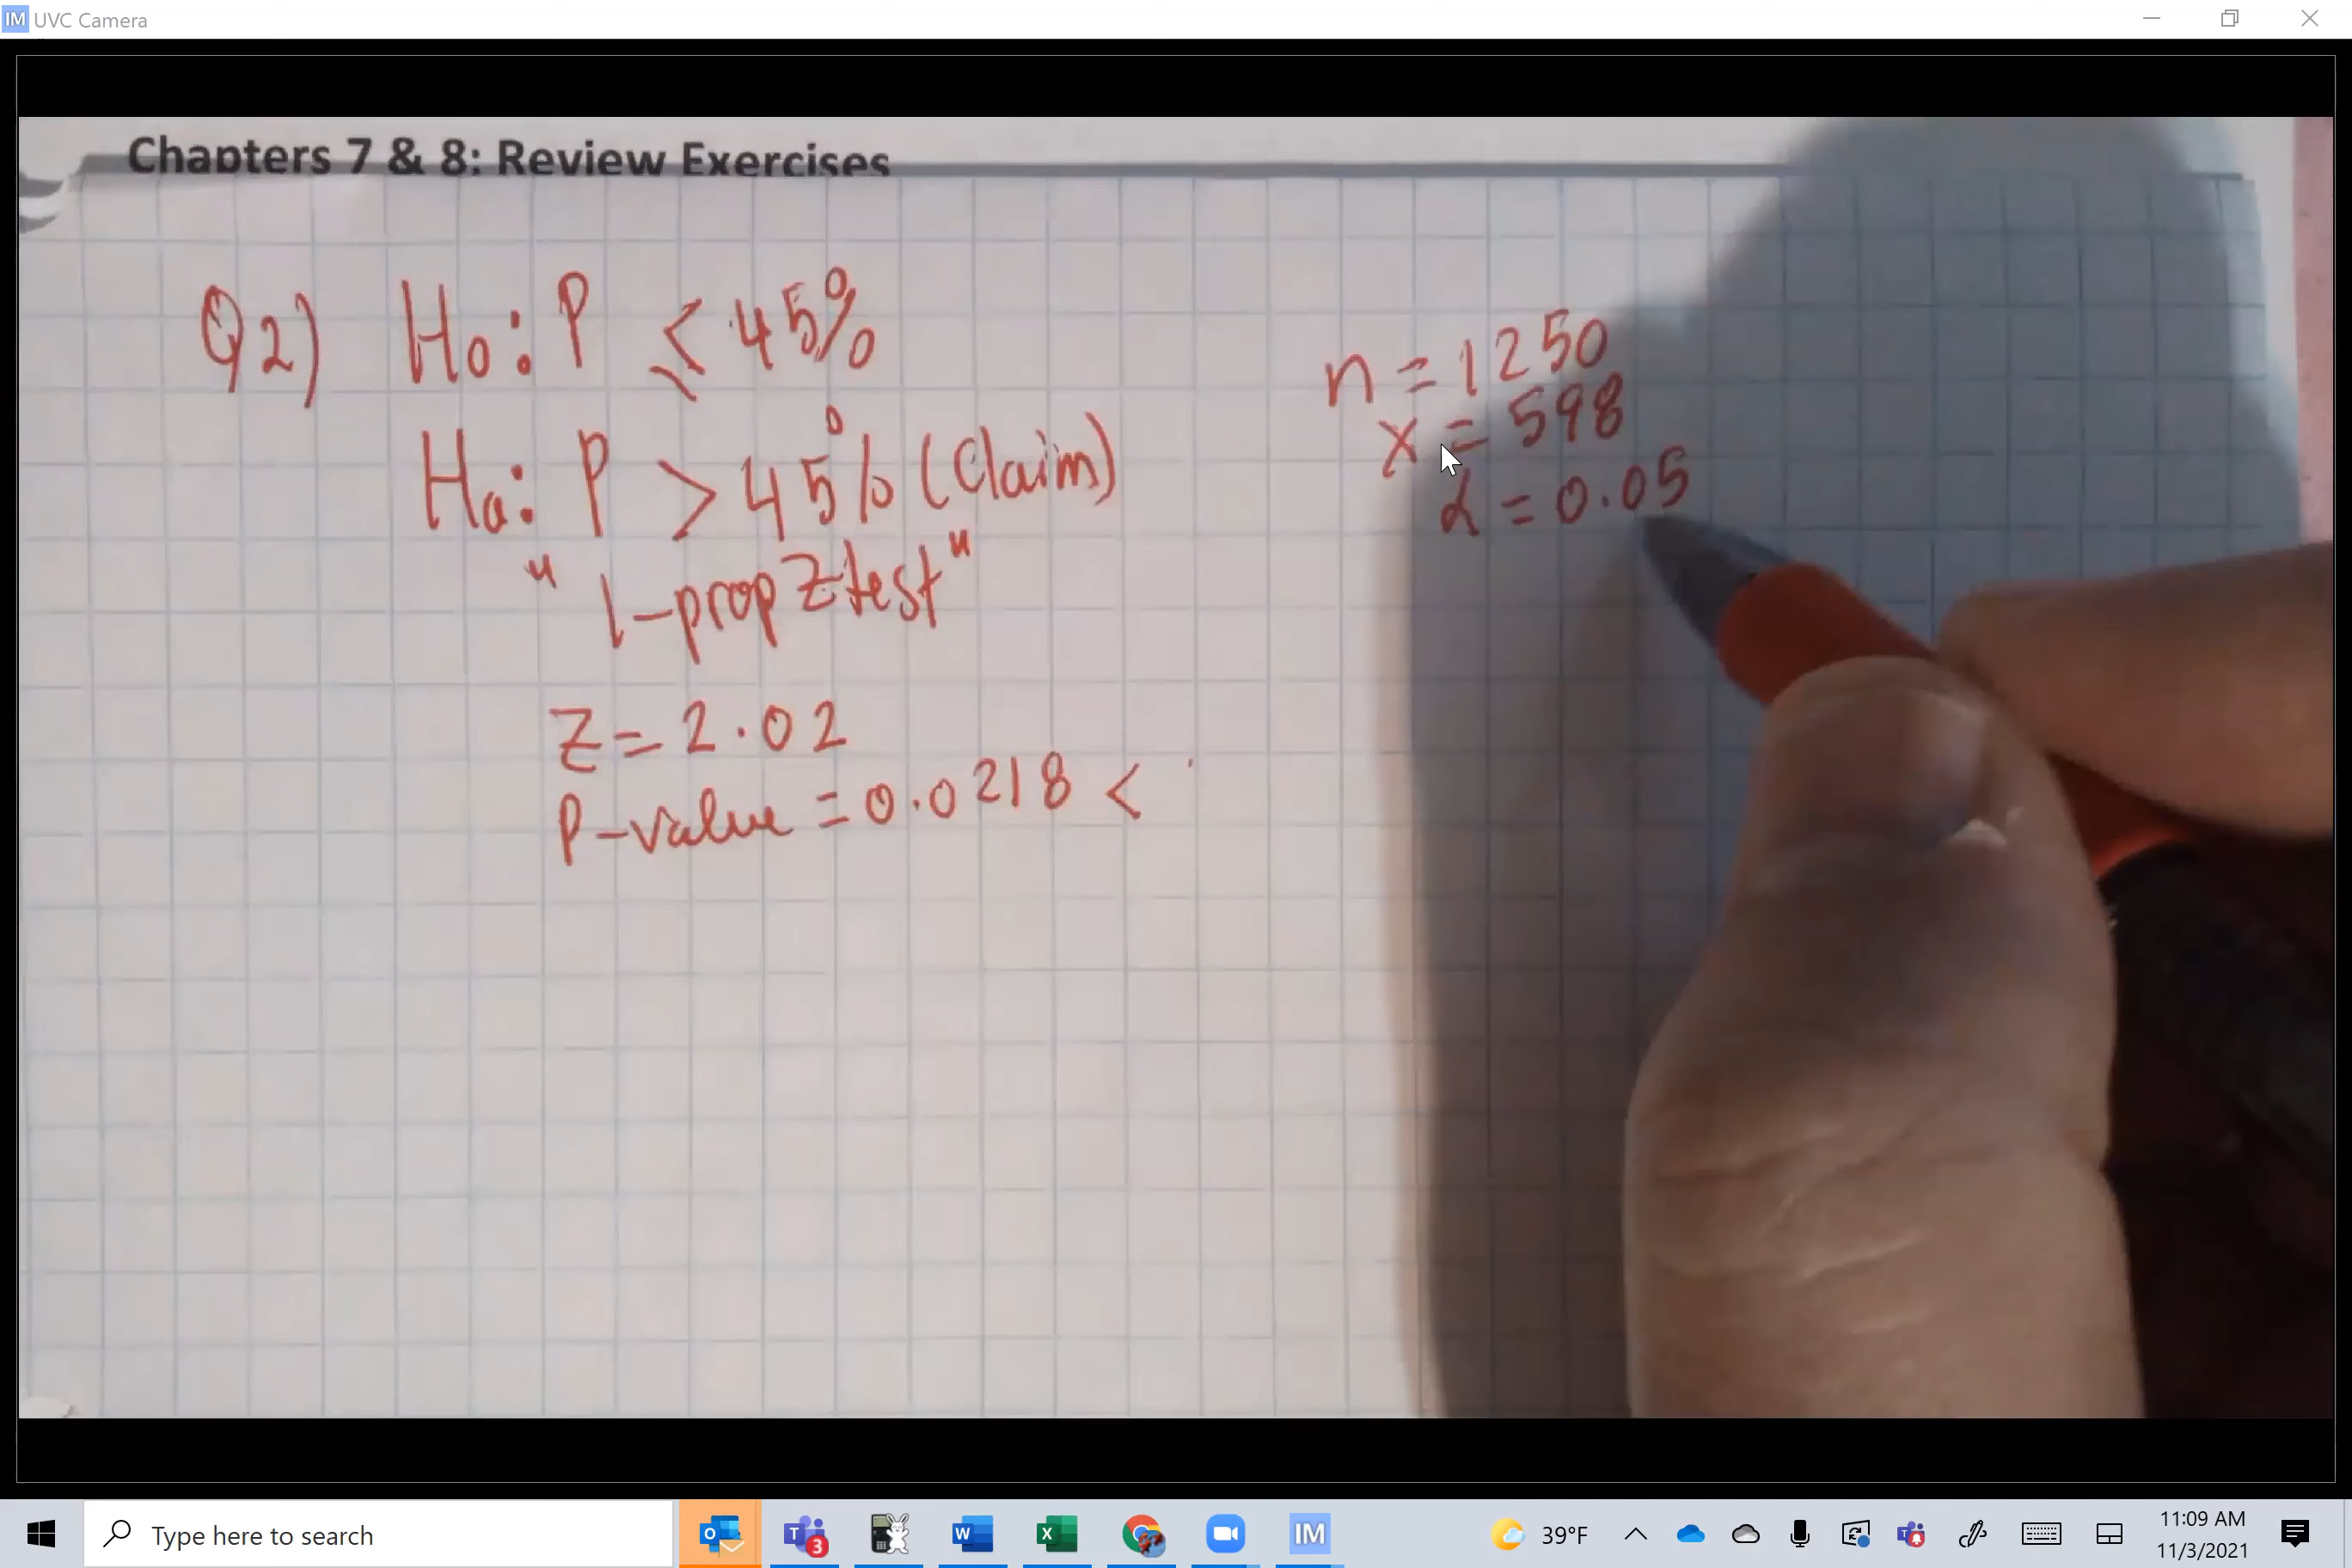 UVC Camera
Chapters 7 & 8: Review Exercises
Q2) Ho: P ≤ 45%
Ha: P > 45% (Claim)
" 1-prop Z test "
Z = 2.02
P-value = 0.0218 <
n = 1250
x = 598
α = 0.05
Type here to search
39°F
11:09 AM
11/3/2021